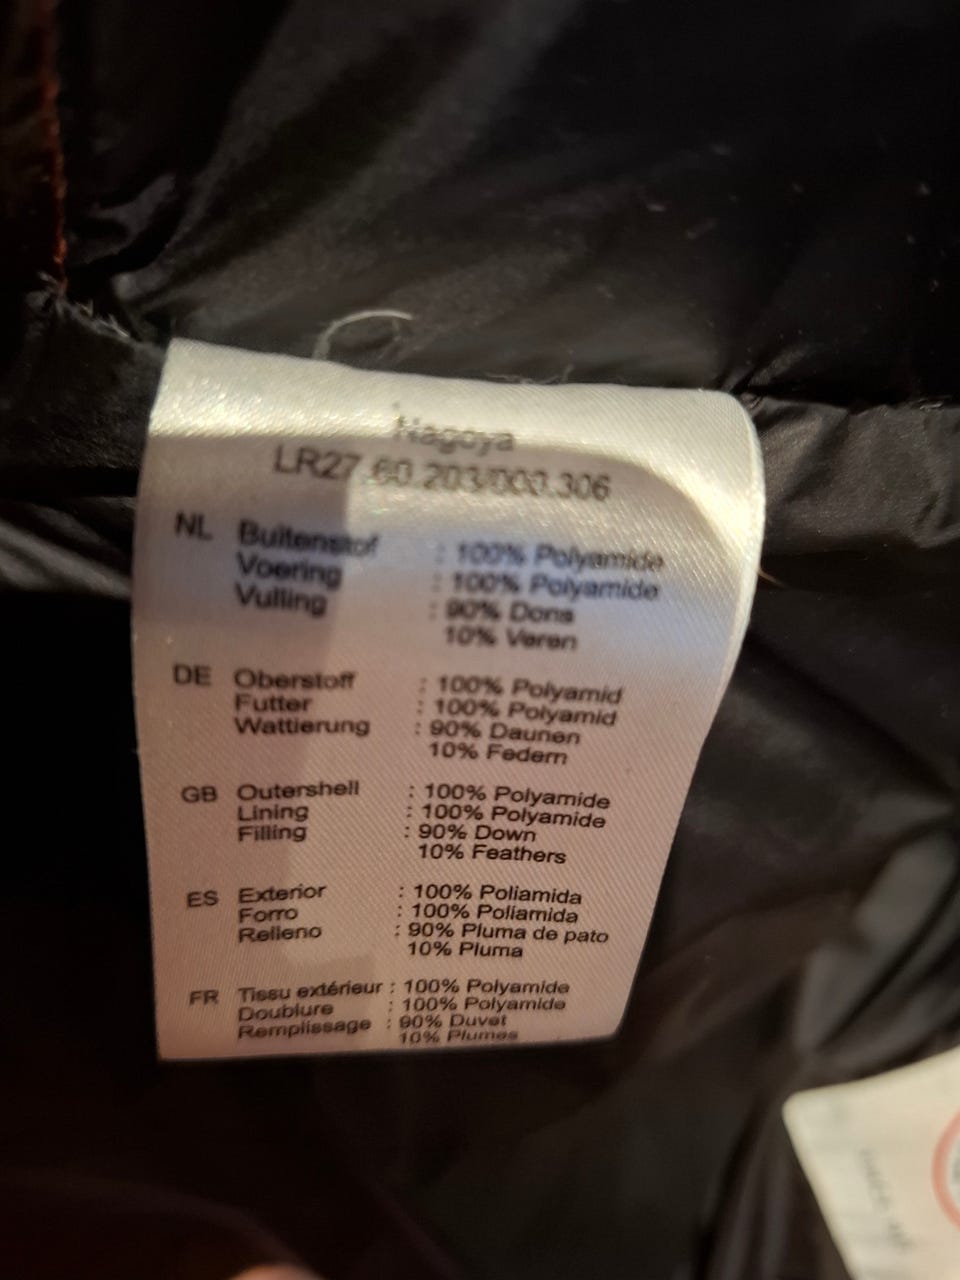 Nagoya
LR27.60.203/000.306
NL Buitenstof : 100% Polyamide
Voering : 100% Polyamide
Vulling : 90% Dons
10% Veren
DE Oberstoff : 100% Polyamid
Futter : 100% Polyamid
Wattierung : 90% Daunen
10% Federn
GB Outershell : 100% Polyamide
Lining : 100% Polyamide
Filling : 90% Down
10% Feathers
ES Exterior : 100% Poliamida
Forro : 100% Poliamida
Relleno : 90% Pluma de pato
10% Pluma
FR Tissu extérieur : 100% Polyamide
Doublure : 100% Polyamide
Remplissage : 90% Duvet
10% Plumes